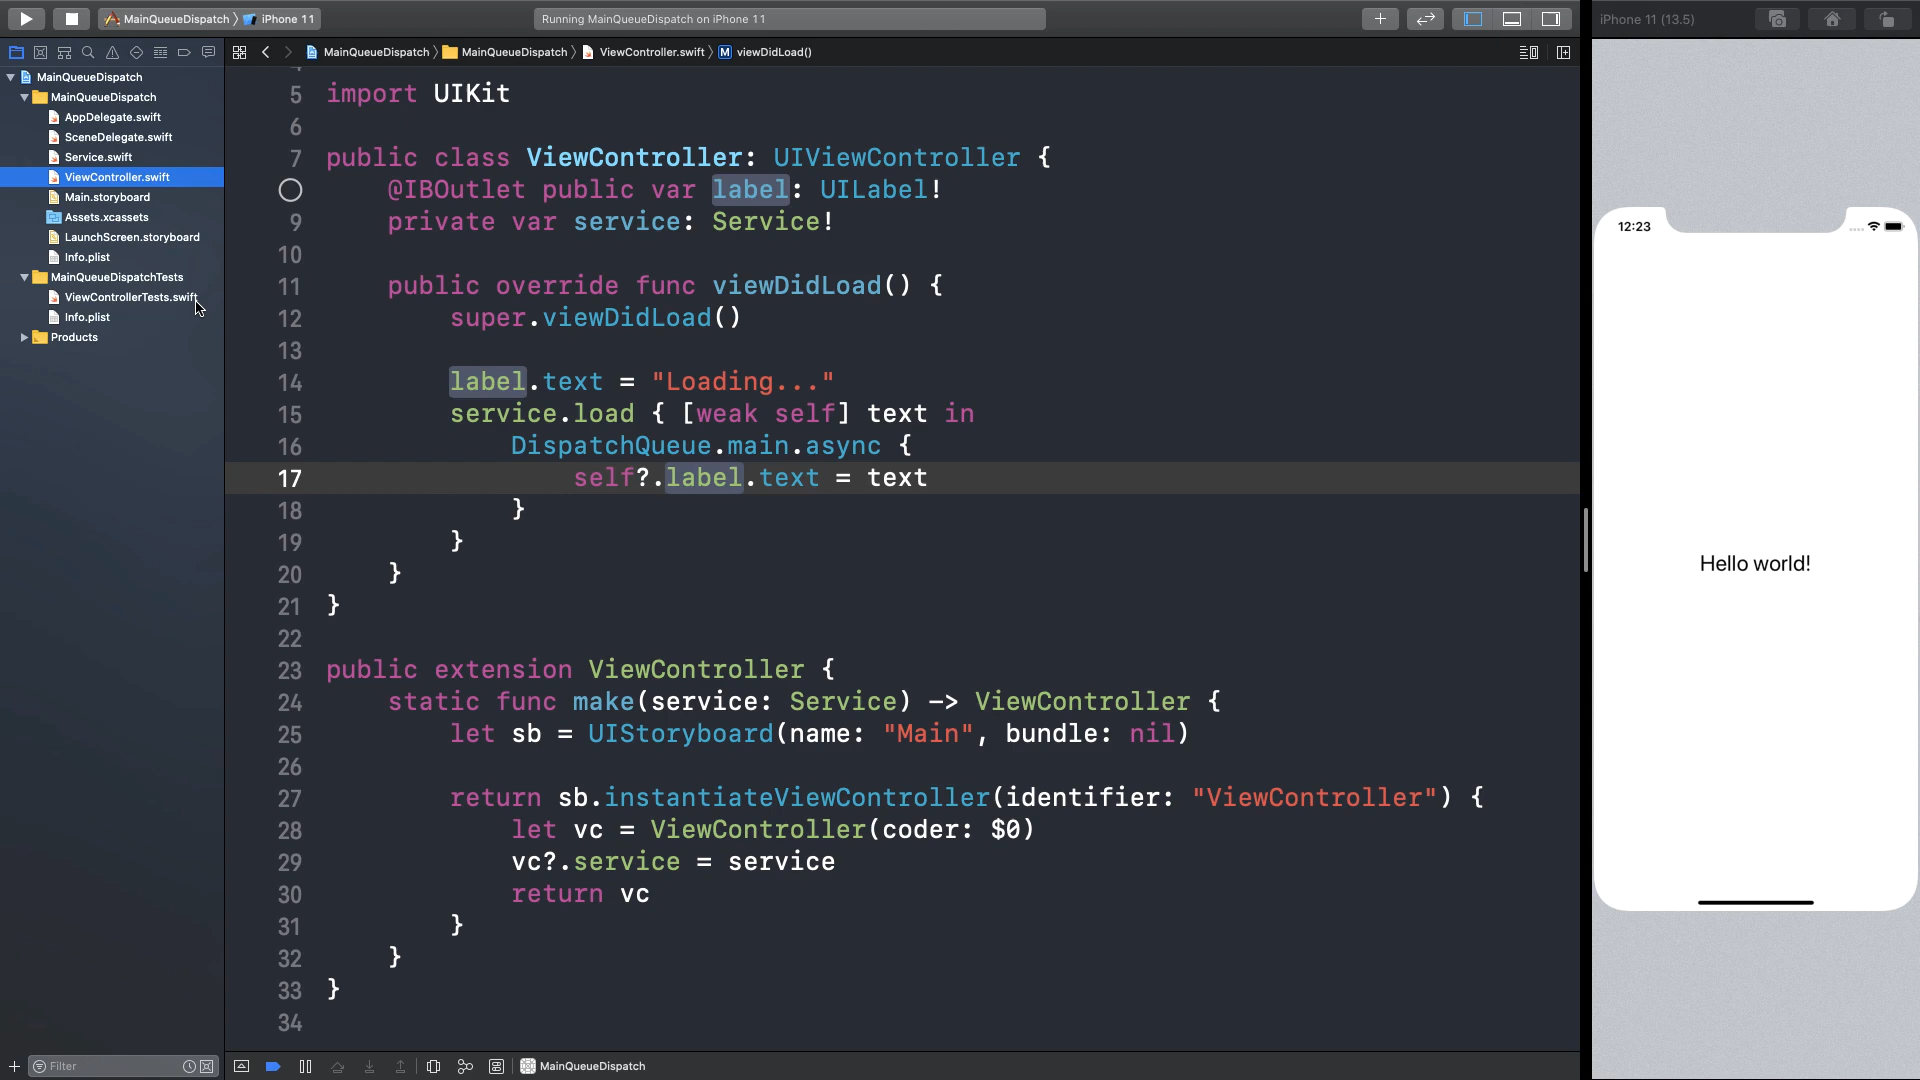 MainQueueDispatch
iPhone 11
Running MainQueueDispatch on iPhone 11
iPhone 11 (13.5)
MainQueueDispatch
MainQueueDispatch
ViewController.swift
M viewDidLoad()
MainQueueDispatch
MainQueueDispatch
AppDelegate.swift
SceneDelegate.swift
Service.swift
ViewController.swift
Main.storyboard
Assets.xcassets
LaunchScreen.storyboard
Info.plist
MainQueueDispatchTests
ViewControllerTests.swift
Info.plist
Products
Filter
5 import UIKit
6
7 public class ViewController: UIViewController {
@IBOutlet public var label: UILabel!
9 private var service: Service!
10
11 public override func viewDidLoad() {
12 super.viewDidLoad()
13
14 label.text = "Loading..."
15 service.load { [weak self] text in
16 DispatchQueue.main.async {
17 self?.label.text = text
18 }
19 }
20 }
21 }
22
23 public extension ViewController {
24 static func make(service: Service) -> ViewController {
25 let sb = UIStoryboard(name: "Main", bundle: nil)
26
27 return sb.instantiateViewController(identifier: "ViewController") {
28 let vc = ViewController(coder: $0)
29 vc?.service = service
30 return vc
31 }
32 }
33 }
34
MainQueueDispatch
12:23
Hello world!